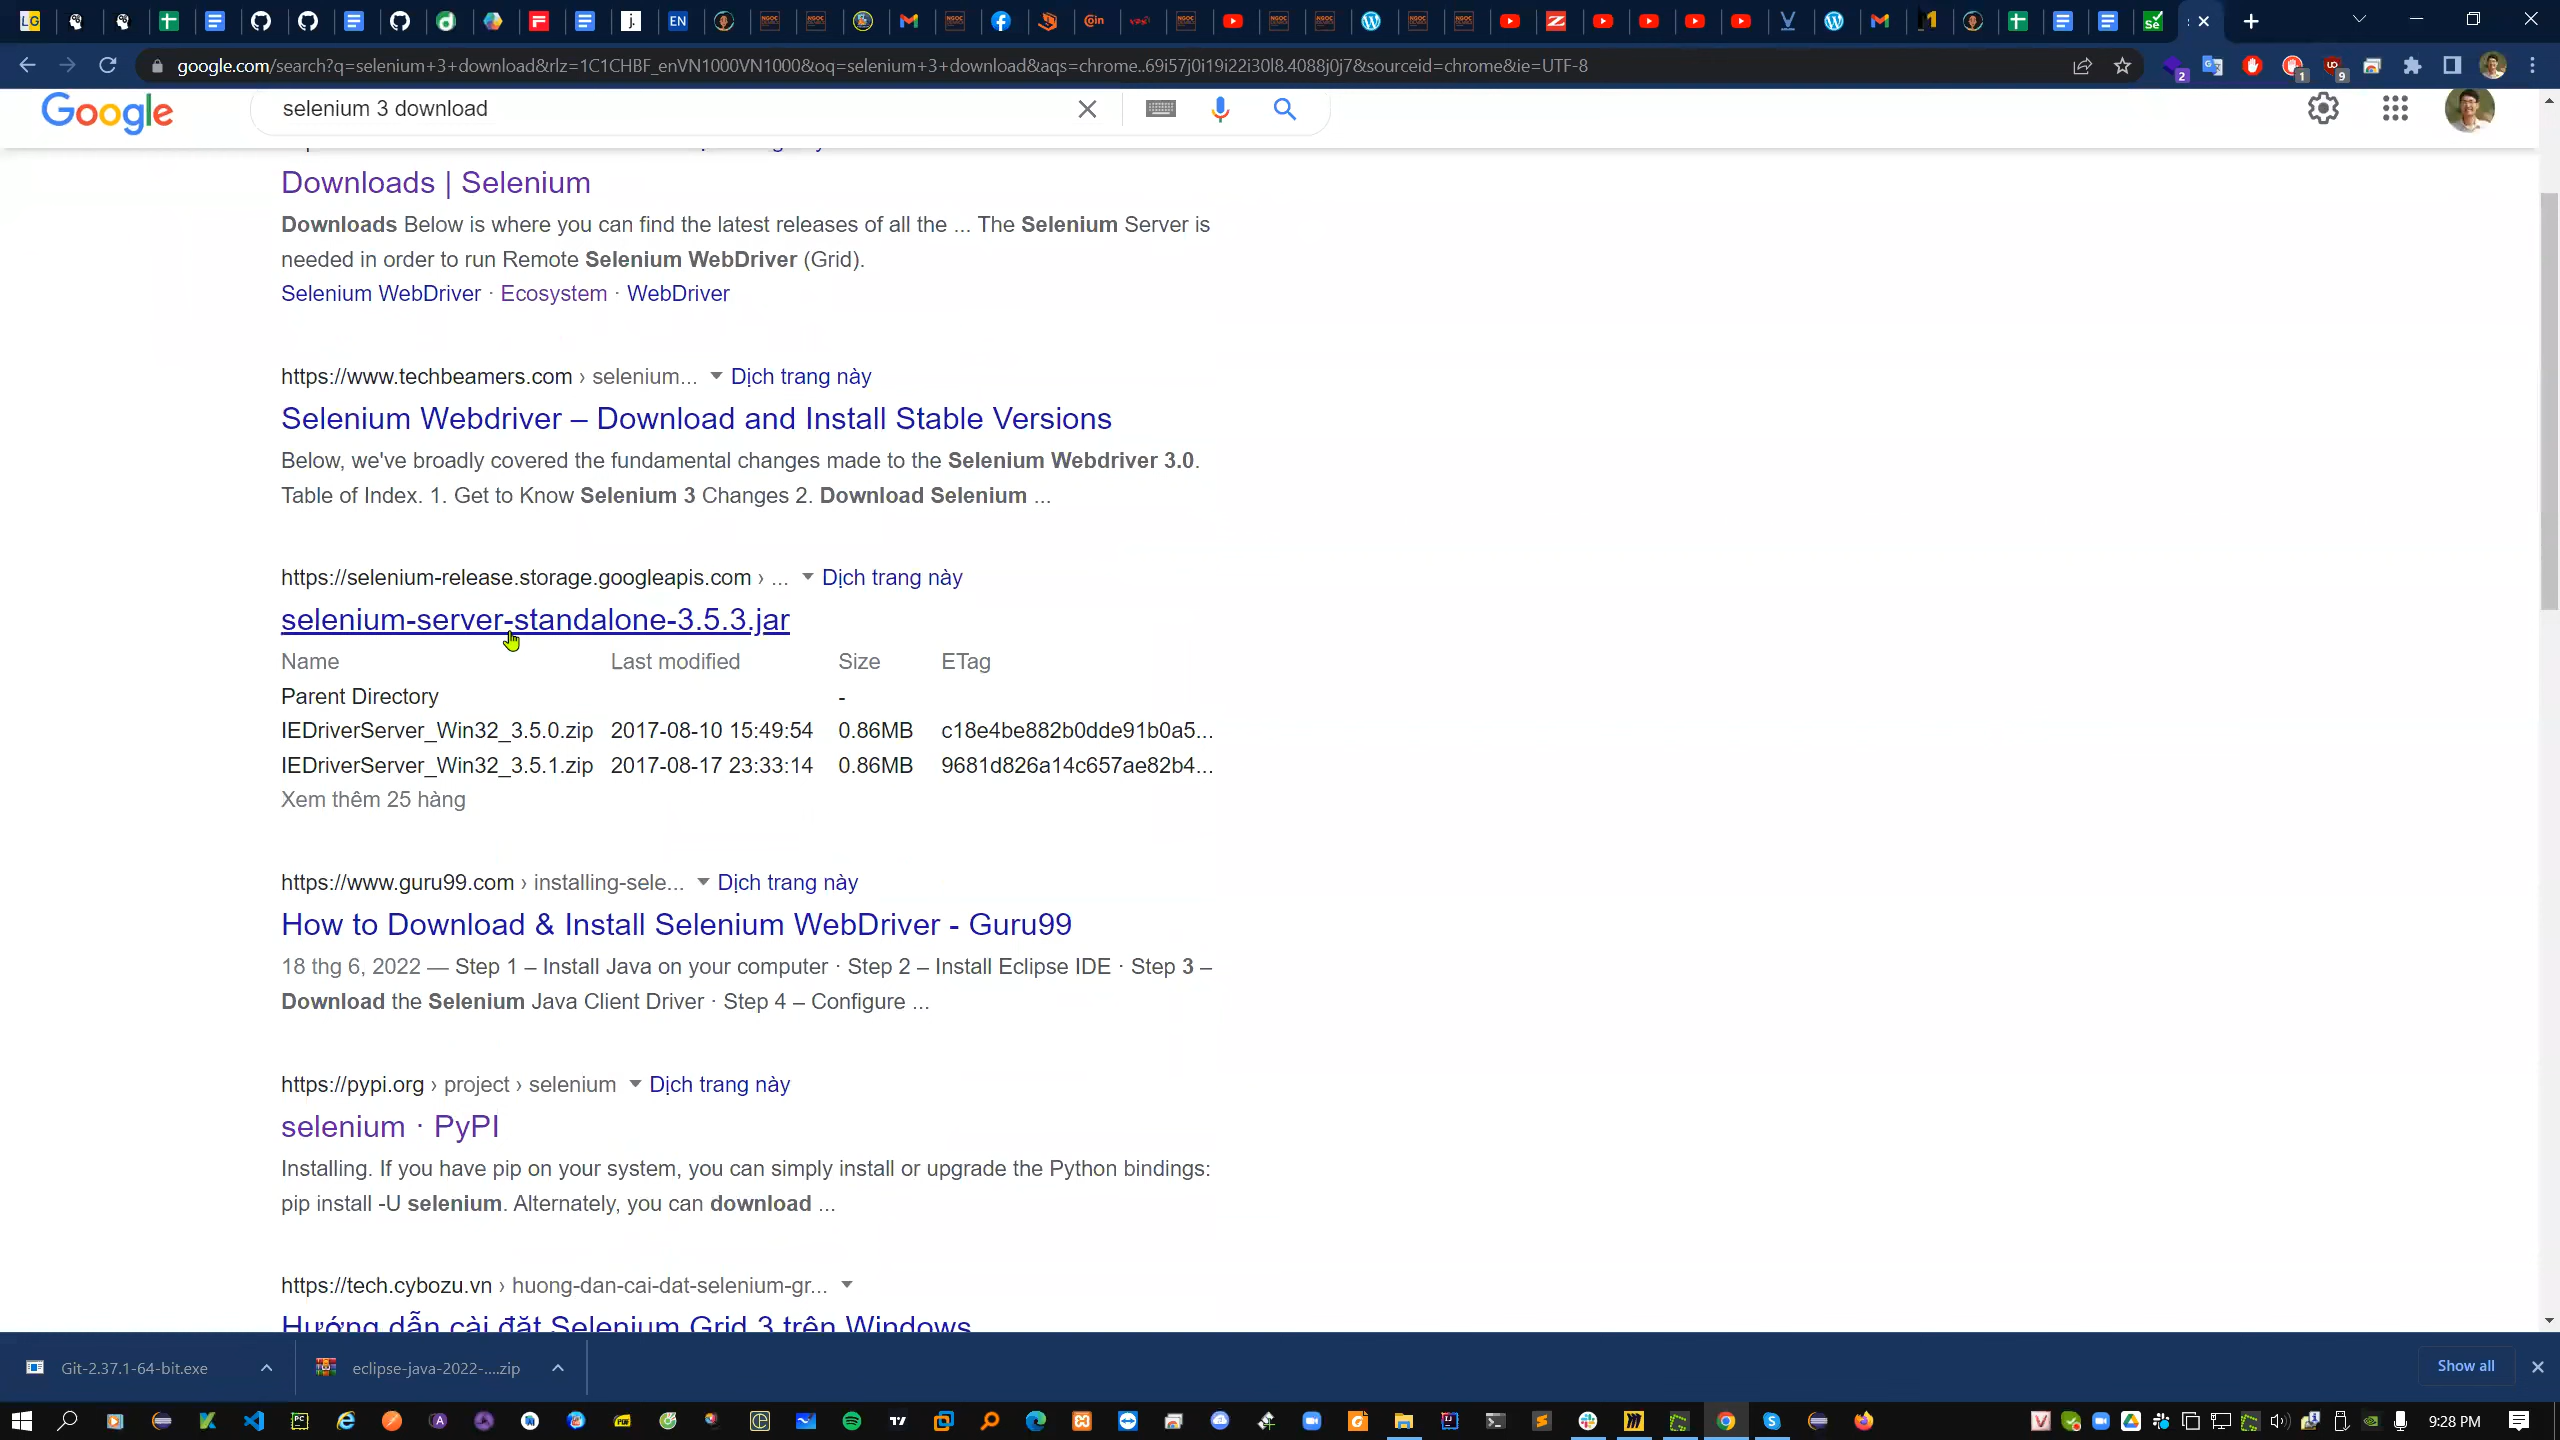 google.com/search?q=selenium+3+download&rlz=1C1CHBF_enVN1000VN1000&oq=selenium+3+download&aqs=chrome..69i57j0i19i22i30l8.4088j0j7&sourceid=chrome&ie=UTF-8
Google
selenium 3 download
Downloads | Selenium
Downloads Below is where you can find the latest releases of all the ... The Selenium Server is
needed in order to run Remote Selenium WebDriver (Grid).
Selenium WebDriver · Ecosystem · WebDriver
https://www.techbeamers.com › selenium... Dịch trang này
Selenium Webdriver – Download and Install Stable Versions
Below, we've broadly covered the fundamental changes made to the Selenium Webdriver 3.0.
Table of Index. 1. Get to Know Selenium 3 Changes 2. Download Selenium ...
https://selenium-release.storage.googleapis.com › ... Dịch trang này
selenium-server-standalone-3.5.3.jar
Name Last modified Size ETag
Parent Directory -
IEDriverServer_Win32_3.5.0.zip 2017-08-10 15:49:54 0.86MB c18e4be882b0dde91b0a5...
IEDriverServer_Win32_3.5.1.zip 2017-08-17 23:33:14 0.86MB 9681d826a14c657ae82b4...
Xem thêm 25 hàng
https://www.guru99.com › installing-sele... Dịch trang này
How to Download & Install Selenium WebDriver - Guru99
18 thg 6, 2022 — Step 1 – Install Java on your computer · Step 2 – Install Eclipse IDE · Step 3 –
Download the Selenium Java Client Driver · Step 4 – Configure ...
https://pypi.org › project › selenium Dịch trang này
selenium · PyPI
Installing. If you have pip on your system, you can simply install or upgrade the Python bindings:
pip install -U selenium. Alternately, you can download ...
https://tech.cybozu.vn › huong-dan-cai-dat-selenium-gr...
Hướng dẫn cài đặt Selenium Grid 3 trên Windows
Git-2.37.1-64-bit.exe
eclipse-java-2022-....zip
Show all
9:28 PM